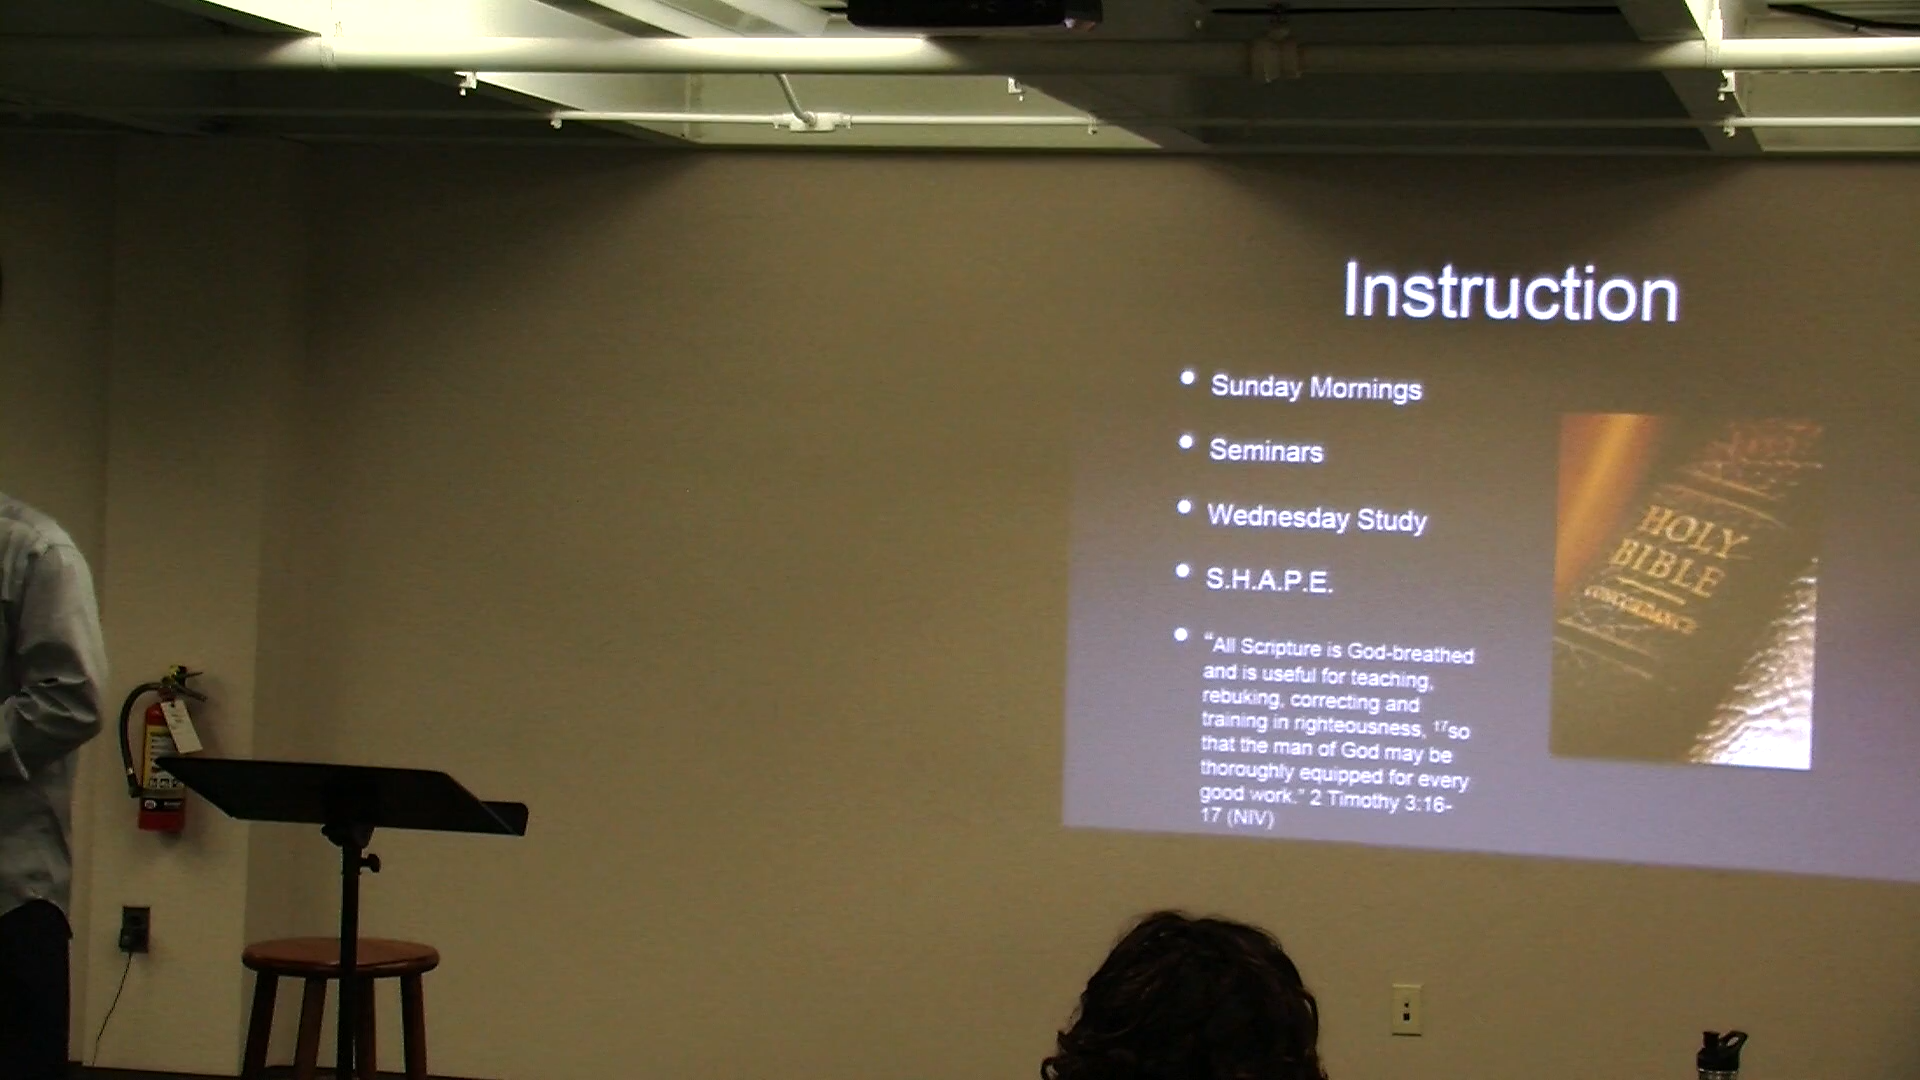 Instruction
Sunday Mornings
Seminars
Wednesday Study
S.H.A.P.E.
“All Scripture is God-breathed
and is useful for teaching,
rebuking, correcting and
training in righteousness, ¹⁷so
that the man of God may be
thoroughly equipped for every
good work.” 2 Timothy 3:16-
17 (NIV)
HOLY
BIBLE
CONCORDANCE